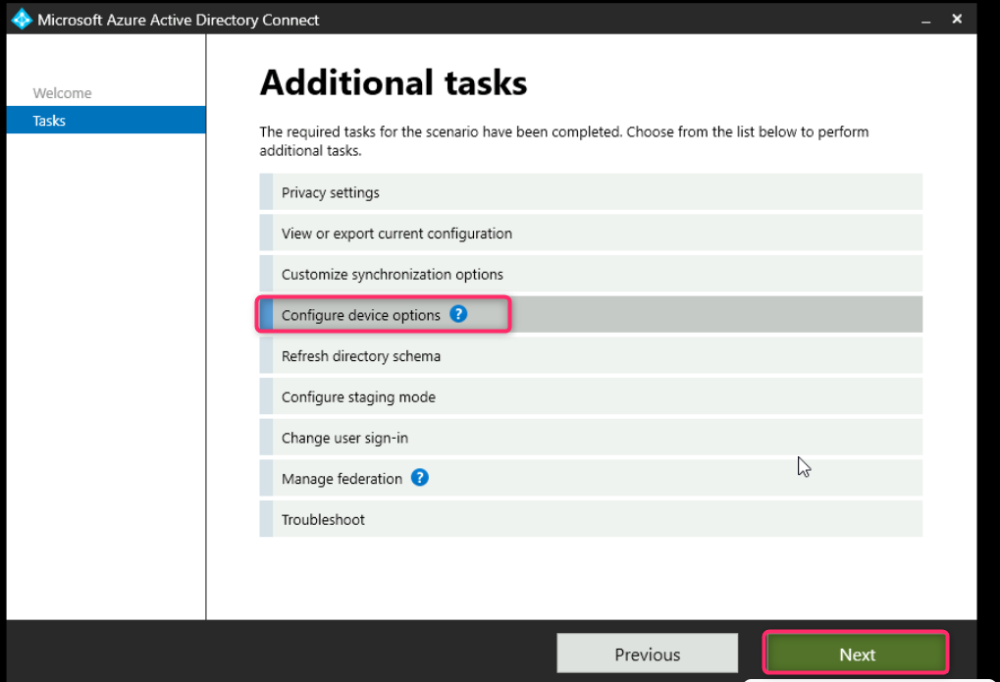 Microsoft Azure Active Directory Connect
Welcome
Tasks
Additional tasks
The required tasks for the scenario have been completed. Choose from the list below to perform
additional tasks.
Privacy settings
View or export current configuration
Customize synchronization options
Configure device options ?
Refresh directory schema
Configure staging mode
Change user sign-in
Manage federation ?
Troubleshoot
Previous
Next